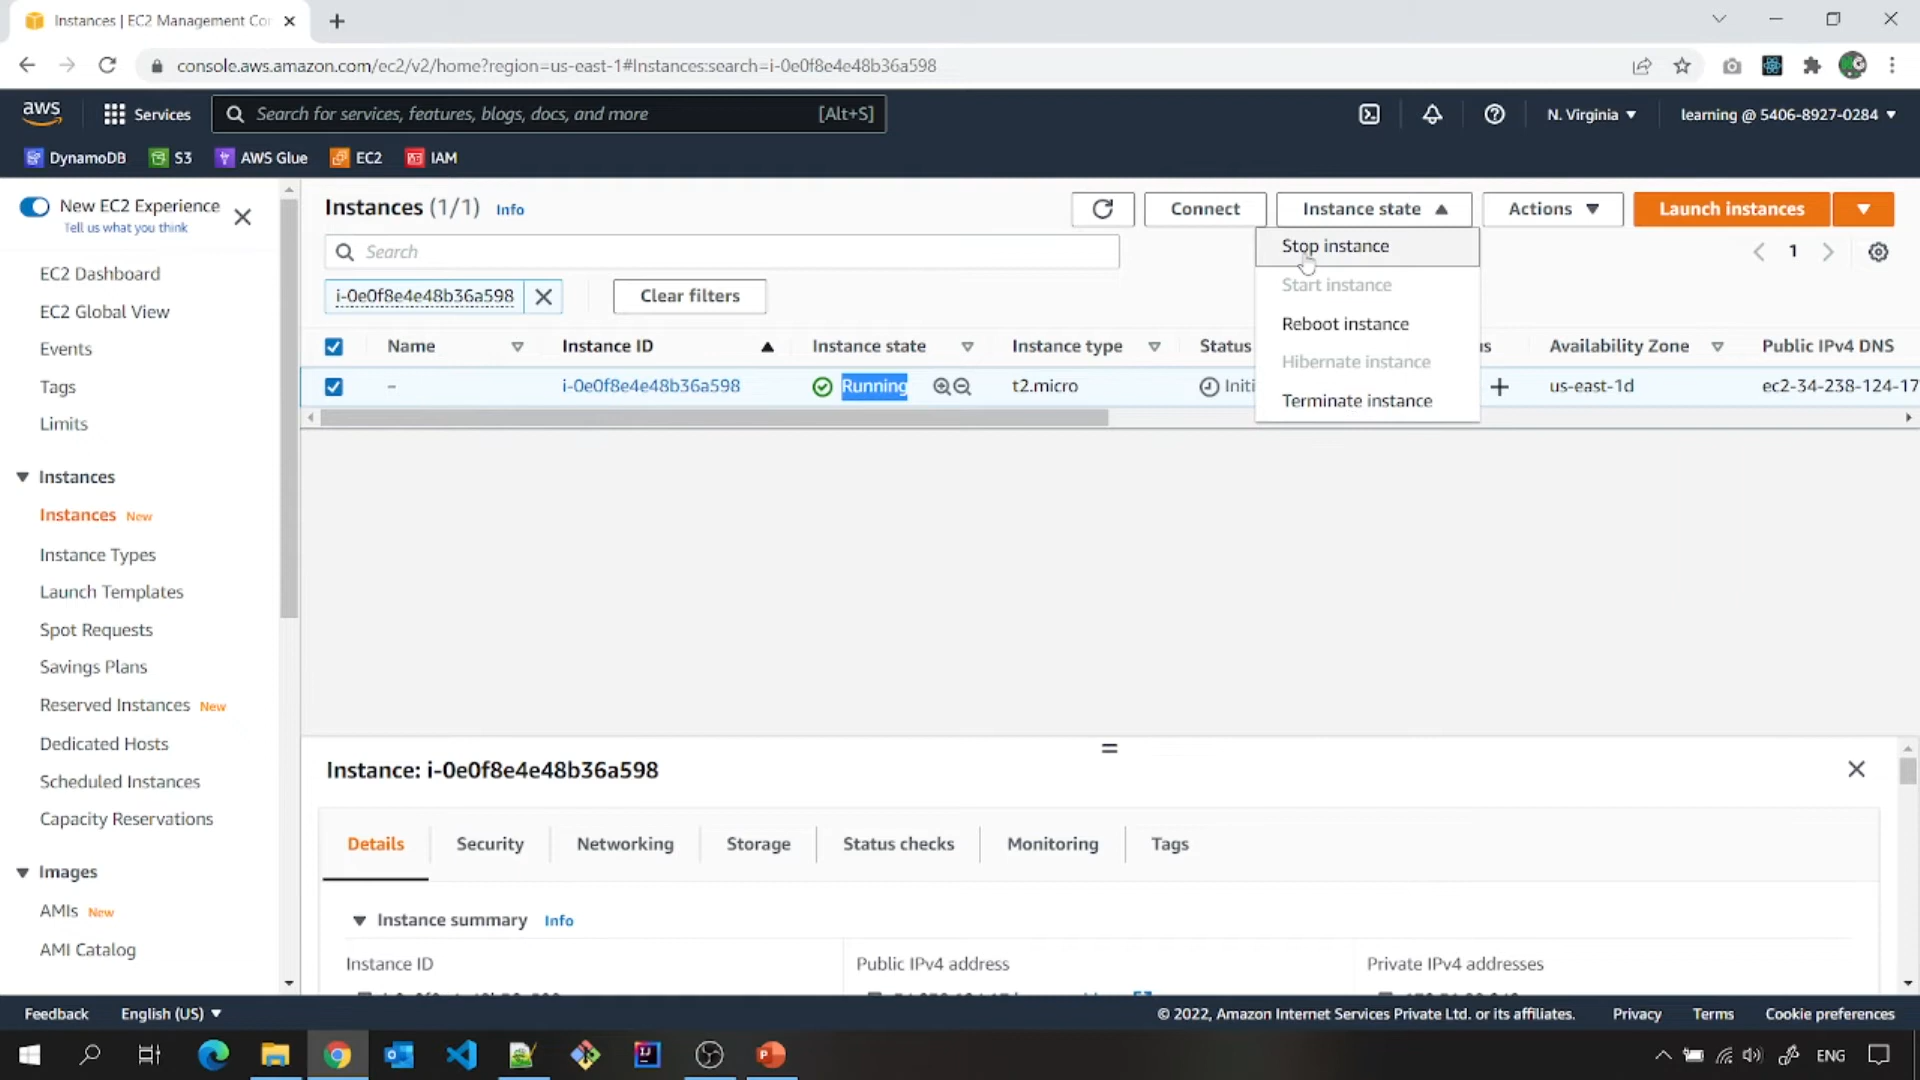 Instances | EC2 Management Con
console.aws.amazon.com/ec2/v2/home?region=us-east-1#Instances:search=i-0e0f8e4e48b36a598
aws
Services
Search for services, features, blogs, docs, and more
[Alt+S]
N. Virginia
learning @ 5406-8927-0284
DynamoDB
S3
AWS Glue
EC2
IAM
New EC2 Experience
Tell us what you think
EC2 Dashboard
EC2 Global View
Events
Tags
Limits
Instances
Instances New
Instance Types
Launch Templates
Spot Requests
Savings Plans
Reserved Instances New
Dedicated Hosts
Scheduled Instances
Capacity Reservations
Images
AMIs New
AMI Catalog
Instances (1/1) Info
Connect
Instance state
Actions
Launch instances
Search
1
Stop instance
Start instance
Reboot instance
Hibernate instance
Terminate instance
i-0e0f8e4e48b36a598
Clear filters
Name
Instance ID
Instance state
Instance type
Status
us
Availability Zone
Public IPv4 DNS
–
i-0e0f8e4e48b36a598
Running
t2.micro
Initi
us-east-1d
ec2-34-238-124-17
Instance: i-0e0f8e4e48b36a598
Details
Security
Networking
Storage
Status checks
Monitoring
Tags
Instance summary Info
Instance ID
Public IPv4 address
Private IPv4 addresses
Feedback
English (US)
© 2022, Amazon Internet Services Private Ltd. or its affiliates.
Privacy
Terms
Cookie preferences
ENG